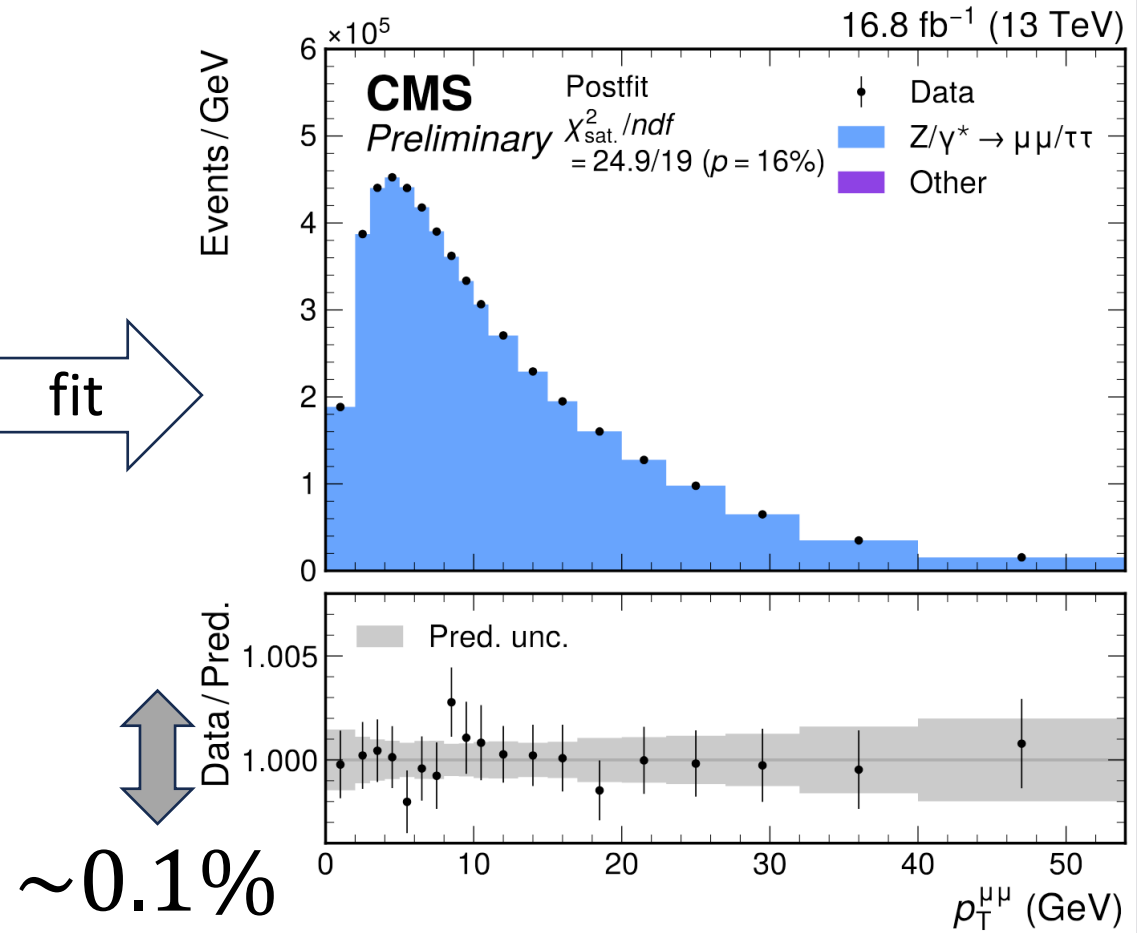 16.8 fb⁻¹ (13 TeV)
×10⁵
CMS
Preliminary
Postfit
χ²sat./ndf
= 24.9/19 (p = 16%)
Data
Z/γ* → μμ/ττ
Other
Events/GeV
6
5
4
3
2
1
0
fit
Pred. unc.
Data/Pred.
1.005
1.000
~0.1%
0 10 20 30 40 50
p_T^μμ (GeV)